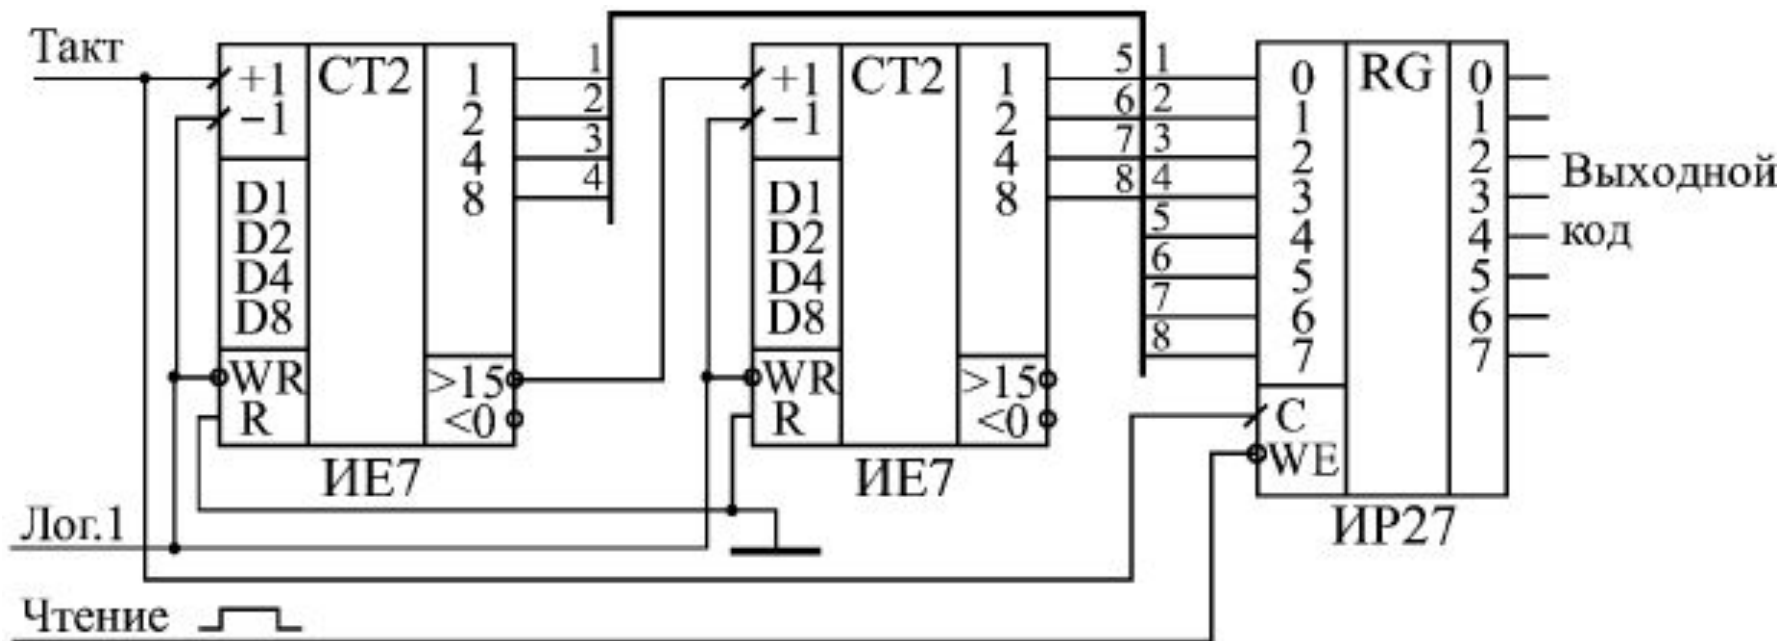 Такт
+1 CT2 1 1
-1 2 2
4 3
D1 8 4
D2
D4
D8
WR >15
R <0
ИЕ7
+1 CT2 1 5
-1 2 6
4 7
D1 8 8
D2
D4
D8
WR >15
R <0
ИЕ7
1 0 RG 0
2 1 1
3 2 2
4 3 3
5 4 4
6 5 5
7 6 6
8 7 7
C
WE
ИР27
Выходной
код
Лог.1
Чтение